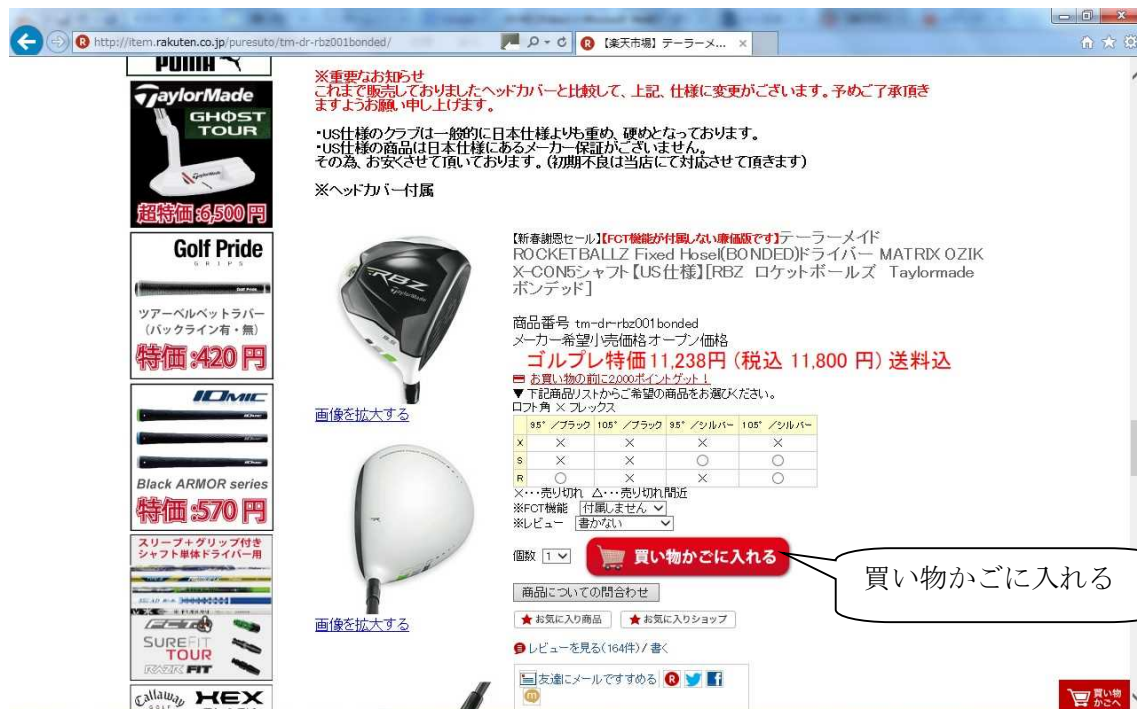 http://item.rakuten.co.jp/puresuto/tm-dr-rbz001bonded/
【楽天市場】テーラーメ...
PUMA
TaylorMade
GHOST
TOUR
超特価:6,500円
Golf Pride
GRIPS
ツアーベルベットラバー
（バックライン有・無）
特価:420円
IOMIC
Black ARMOR series
特価:570円
スリーブ+グリップ付き
シャフト単体ドライバー用
FCT
SUREFIT
TOUR
RAZR FIT
Callaway HEX
※重要なお知らせ
これまで販売しておりましたヘッドカバーと比較して、上記、仕様に変更がございます。予めご了承頂き
ますようお願い申し上げます。
・US仕様のクラブは一般的に日本仕様よりも重め、硬めとなっております。
・US仕様の商品は日本仕様にあるメーカー保証がございません。
その為、お安くさせて頂いております。(初期不良は当店にて対応させて頂きます)
※ヘッドカバー付属
RBZ
TaylorMade
画像を拡大する
画像を拡大する
【新春謝恩セール】【FCT機能が付属しない廉価版です】テーラーメイド
ROCKETBALLZ Fixed Hosel(BONDED)ドライバー MATRIX OZIK
X-CON5シャフト【US仕様】[RBZ ロケットボールズ Taylormade
ボンデッド]
商品番号 tm-dr-rbz001bonded
メーカー希望小売価格オープン価格
ゴルプレ特価11,238円 (税込 11,800 円) 送料込
お買い物の前に2,000ポイントゲット！
▼下記商品リストからご希望の商品をお選びください。
ロフト角 × フレックス
9.5°／ブラック 10.5°／ブラック 9.5°／シルバー 10.5°／シルバー
X × × × ×
S × × ○ ○
R ○ × × ○
×・・・売り切れ △・・・売り切れ間近
※FCT機能 付属しません
※レビュー 書かない
個数 1 買い物かごに入れる
買い物かごに入れる
商品についての問合わせ
★お気に入り商品 ★お気に入りショップ
レビューを見る(164件)/ 書く
友達にメールですすめる
買い物
かごへ